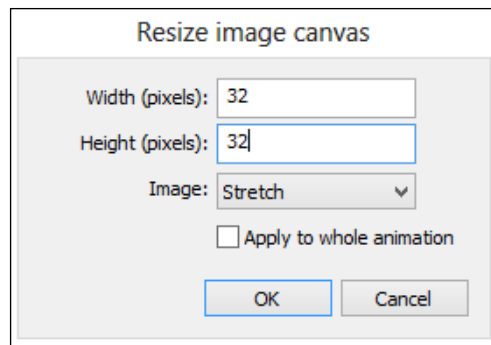 Resize image canvas
Width (pixels): 32
Height (pixels): 32
Image: Stretch
Apply to whole animation
OK Cancel